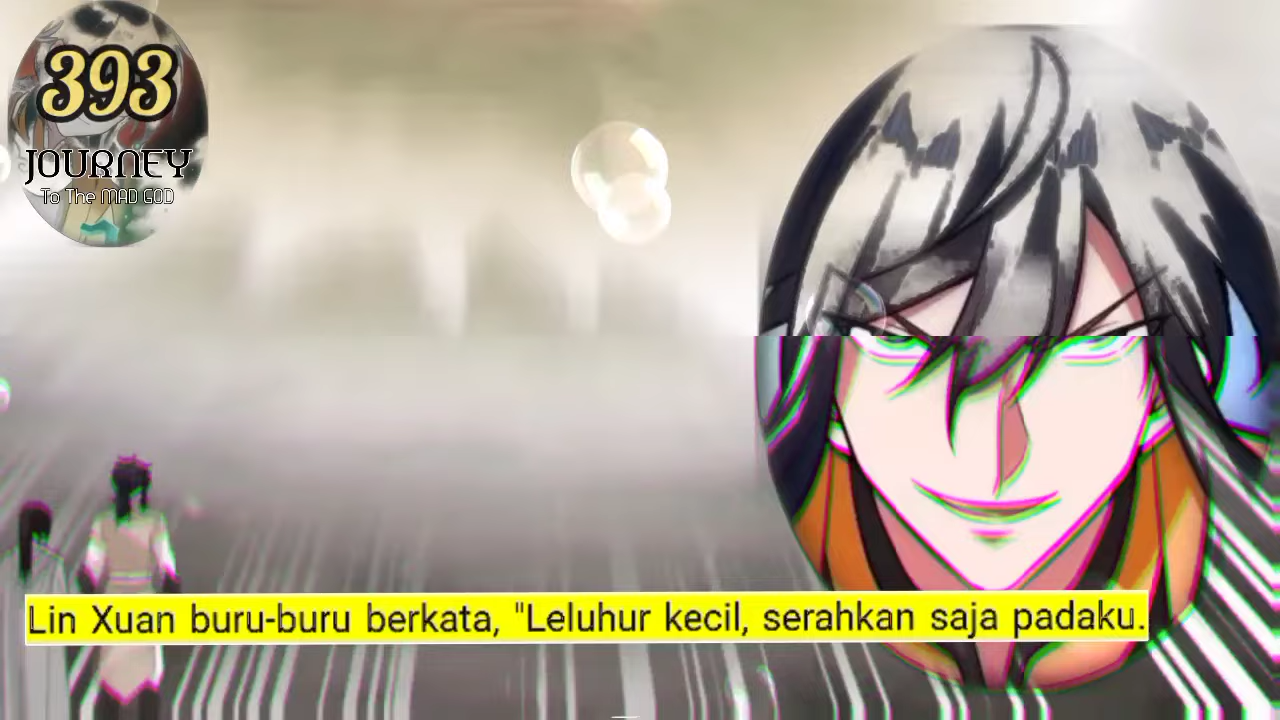 393
JOURNEY
To The MAD GOD
Lin Xuan buru-buru berkata, "Leluhur kecil, serahkan saja padaku.